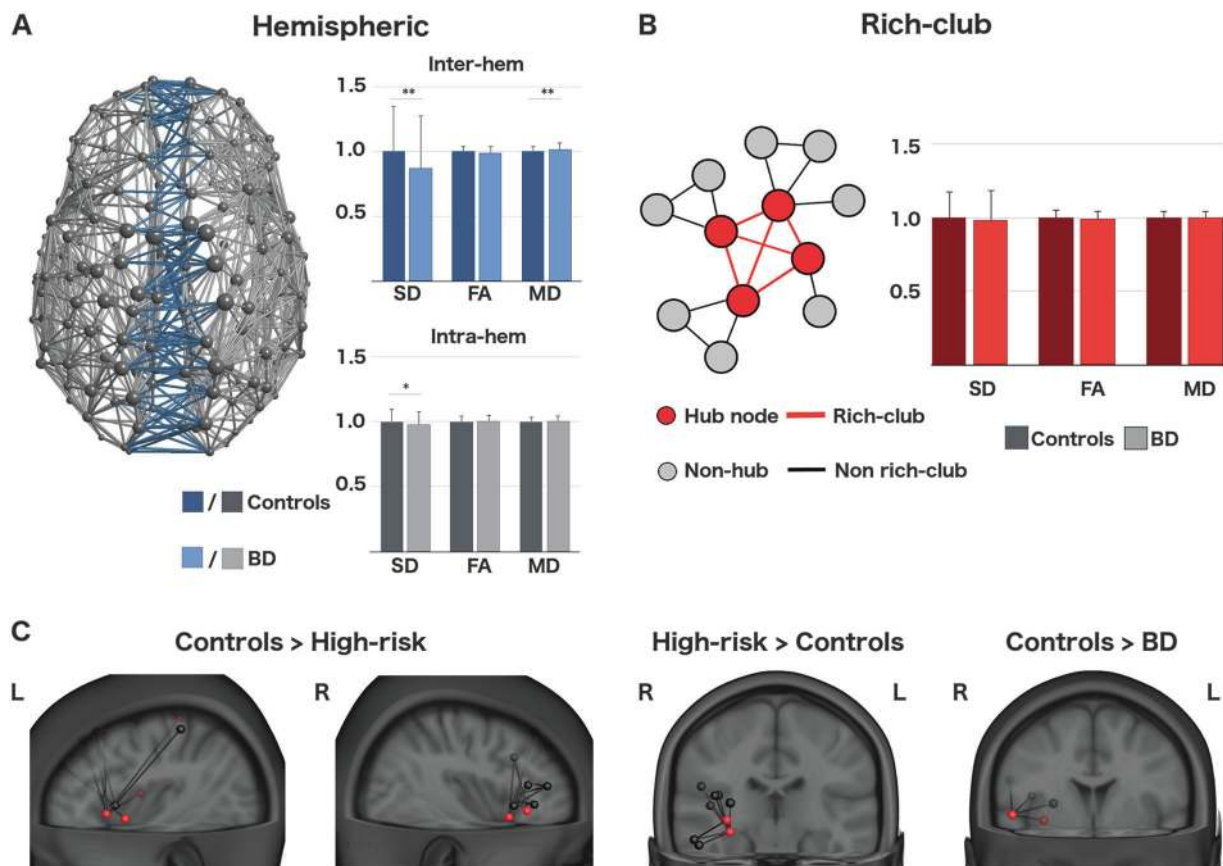 A
Hemispheric
Inter-hem
1.5
**
**
1.0
0.5
SD FA MD
Intra-hem
1.5
*
1.0
0.5
SD FA MD
/ Controls
/ BD
B
Rich-club
1.5
1.0
0.5
SD FA MD
Hub node Rich-club
Non-hub Non rich-club
Controls BD
C
Controls > High-risk
L R
High-risk > Controls
R L
Controls > BD
R L